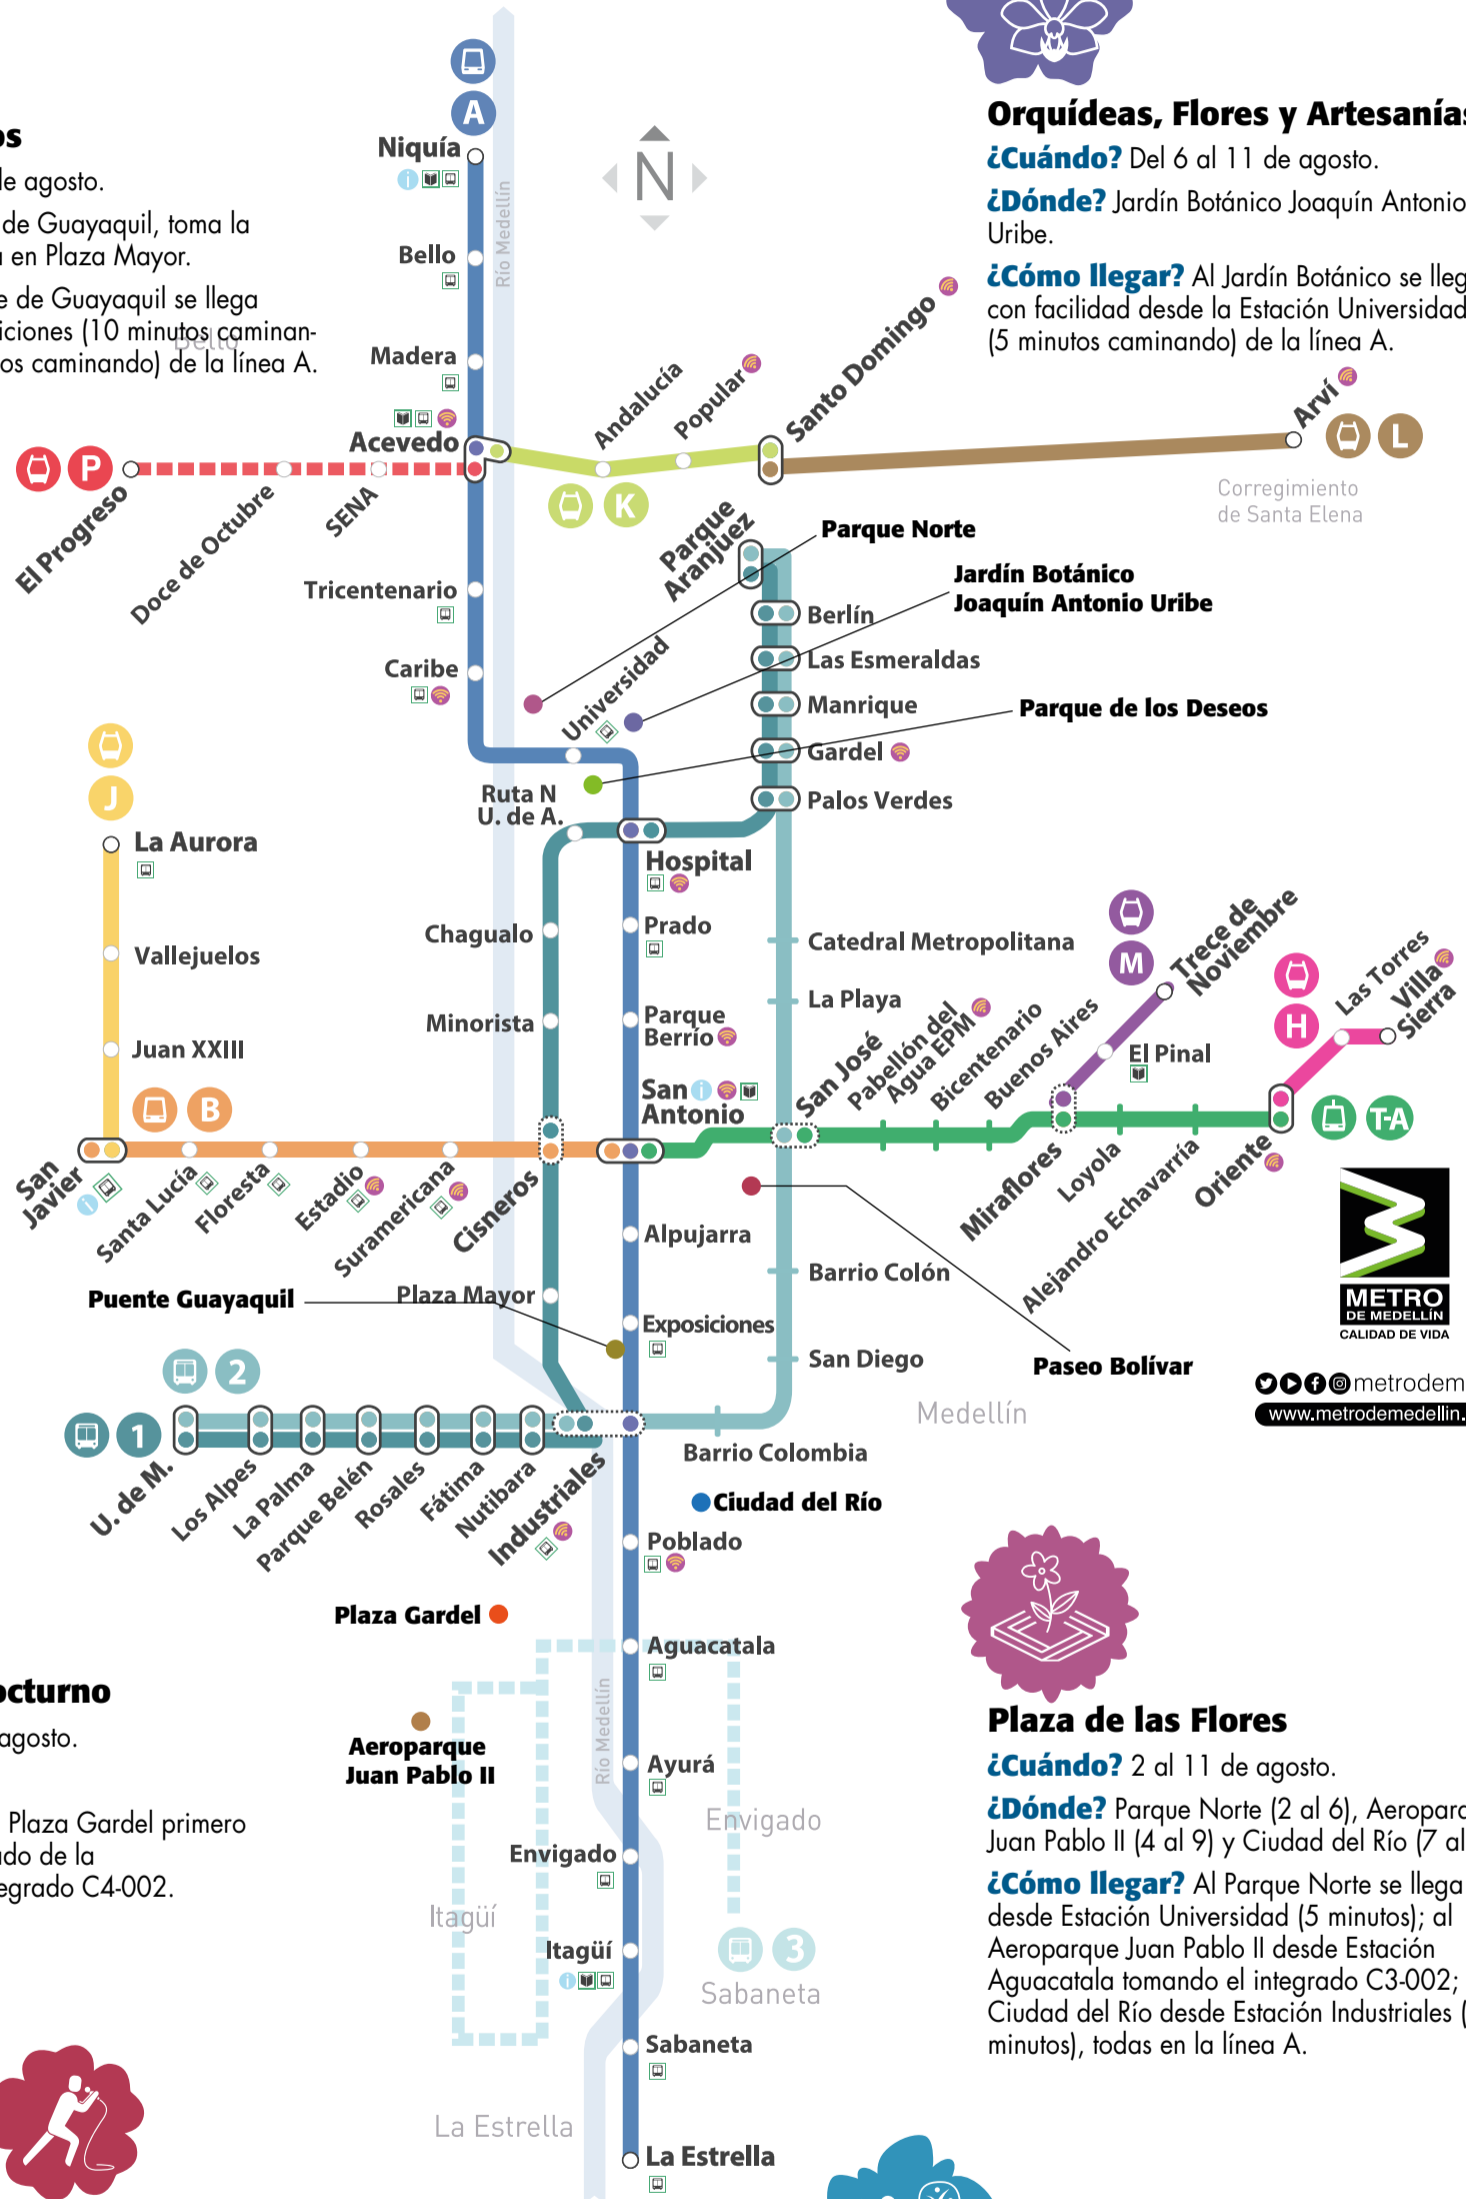 A
Niquía
Río Medellín
Bello
Madera
Acevedo
N
os
de agosto.
de Guayaquil, toma la
en Plaza Mayor.
e de Guayaquil se llega
iciones (10 minutos caminan-
Bello
os caminando) de la línea A.
Orquídeas, Flores y Artesanías
¿Cuándo? Del 6 al 11 de agosto.
¿Dónde? Jardín Botánico Joaquín Antonio
Uribe.
¿Cómo llegar? Al Jardín Botánico se lleg
con facilidad desde la Estación Universidad
(5 minutos caminando) de la línea A.
P
El Progreso
Doce de Octubre
SENA
K
Andalucía
Popular
Santo Domingo
Arví
L
Corregimiento
de Santa Elena
Parque
Aranjuez
Parque Norte
Jardín Botánico
Joaquín Antonio Uribe
Tricentenario
Caribe
Universidad
Berlín
Las Esmeraldas
Manrique
Parque de los Deseos
Gardel
Palos Verdes
Ruta N
U. de A.
Hospital
J
La Aurora
Vallejuelos
Juan XXIII
Chagualo
Minorista
Prado
Parque
Berrío
San
Antonio
Catedral Metropolitana
La Playa
San José
Pabellón del
Agua EPM
Bicentenario
Buenos Aires
M
Trece de
Noviembre
El Pinal
H
Las Torres
Villa
Sierra
B
San
Javier
Santa Lucía
Floresta
Estadio
Suramericana
Cisneros
Miraflores
Loyola
Alejandro Echavarría
Oriente
T-A
Alpujarra
Plaza Mayor
Puente Guayaquil
Exposiciones
Barrio Colón
San Diego
Paseo Bolívar
METRO
DE MEDELLÍN
CALIDAD DE VIDA
metrodem
www.metrodemedellin.
Medellín
2
1
U. de M.
Los Alpes
La Palma
Parque Belén
Rosales
Fátima
Nutibara
Industriales
Barrio Colombia
Ciudad del Río
Poblado
Plaza Gardel
Aguacatala
Río Medellín
Aeroparque
Juan Pablo II
Ayurá
Envigado
Envigado
Itagüí
Itagüí
3
Sabaneta
Sabaneta
La Estrella
La Estrella
octurno
agosto.
Plaza Gardel primero
ado de la
egrado C4-002.
Plaza de las Flores
¿Cuándo? 2 al 11 de agosto.
¿Dónde? Parque Norte (2 al 6), Aeroparq
Juan Pablo II (4 al 9) y Ciudad del Río (7 al
¿Cómo llegar? Al Parque Norte se llega
desde Estación Universidad (5 minutos); al
Aeroparque Juan Pablo II desde Estación
Aguacatala tomando el integrado C3-002;
Ciudad del Río desde Estación Industriales (
minutos), todas en la línea A.